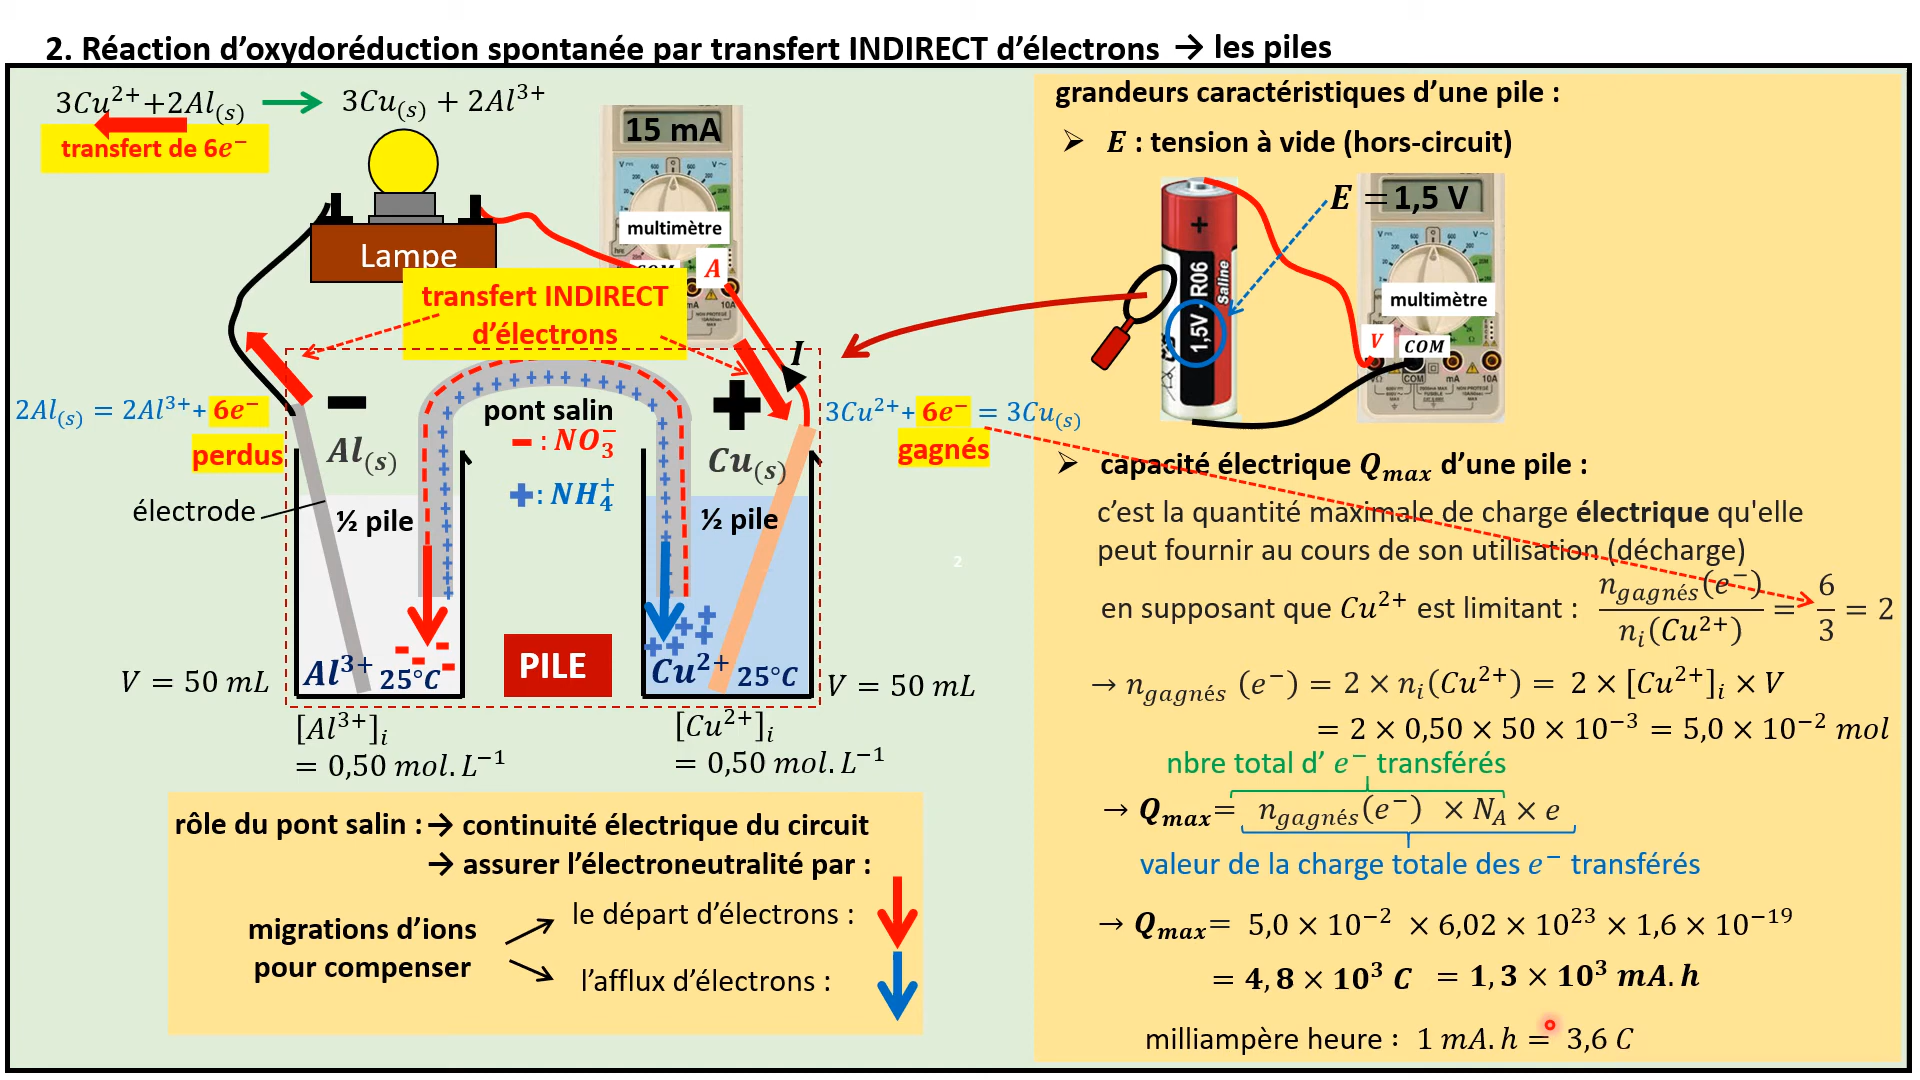 2. Réaction d'oxydoréduction spontanée par transfert INDIRECT d'électrons → les piles
3Cu²⁺+2Al₍ₛ₎ → 3Cu₍ₛ₎ + 2Al³⁺
transfert de 6e⁻
15 mA
multimètre
A
10A
Lampe
transfert INDIRECT
d'électrons
I
2Al₍ₛ₎ = 2Al³⁺+ 6e⁻
perdus
−
+
3Cu²⁺+ 6e⁻ = 3Cu₍ₛ₎
gagnés
pont salin
− : NO₃⁻
+ : NH₄⁺
Al₍ₛ₎
Cu₍ₛ₎
électrode
½ pile
½ pile
PILE
Al³⁺ 25°C
Cu²⁺ 25°C
V = 50 mL
V = 50 mL
[Al³⁺]ᵢ
= 0,50 mol.L⁻¹
[Cu²⁺]ᵢ
= 0,50 mol.L⁻¹
rôle du pont salin : → continuité électrique du circuit
→ assurer l'électroneutralité par :
migrations d'ions
pour compenser
le départ d'électrons :
l'afflux d'électrons :
2
grandeurs caractéristiques d'une pile :
➢ E : tension à vide (hors-circuit)
E = 1,5 V
+
1,5V - R06
Saline
multimètre
V
COM
COM
mA
10A
➢ capacité électrique Qₘₐₓ d'une pile :
c'est la quantité maximale de charge électrique qu'elle
peut fournir au cours de son utilisation (décharge)
en supposant que Cu²⁺ est limitant : n_gagnés(e⁻)/nᵢ(Cu²⁺) = 6/3 = 2
→ n_gagnés (e⁻) = 2 × nᵢ(Cu²⁺) = 2 × [Cu²⁺]ᵢ × V
= 2 × 0,50 × 50 × 10⁻³ = 5,0 × 10⁻² mol
nbre total d' e⁻ transférés
→ Qₘₐₓ= n_gagnés(e⁻) × N_A × e
valeur de la charge totale des e⁻ transférés
→ Qₘₐₓ= 5,0 × 10⁻² × 6,02 × 10²³ × 1,6 × 10⁻¹⁹
= 4,8 × 10³ C = 1,3 × 10³ mA.h
milliampère heure : 1 mA.h = 3,6 C